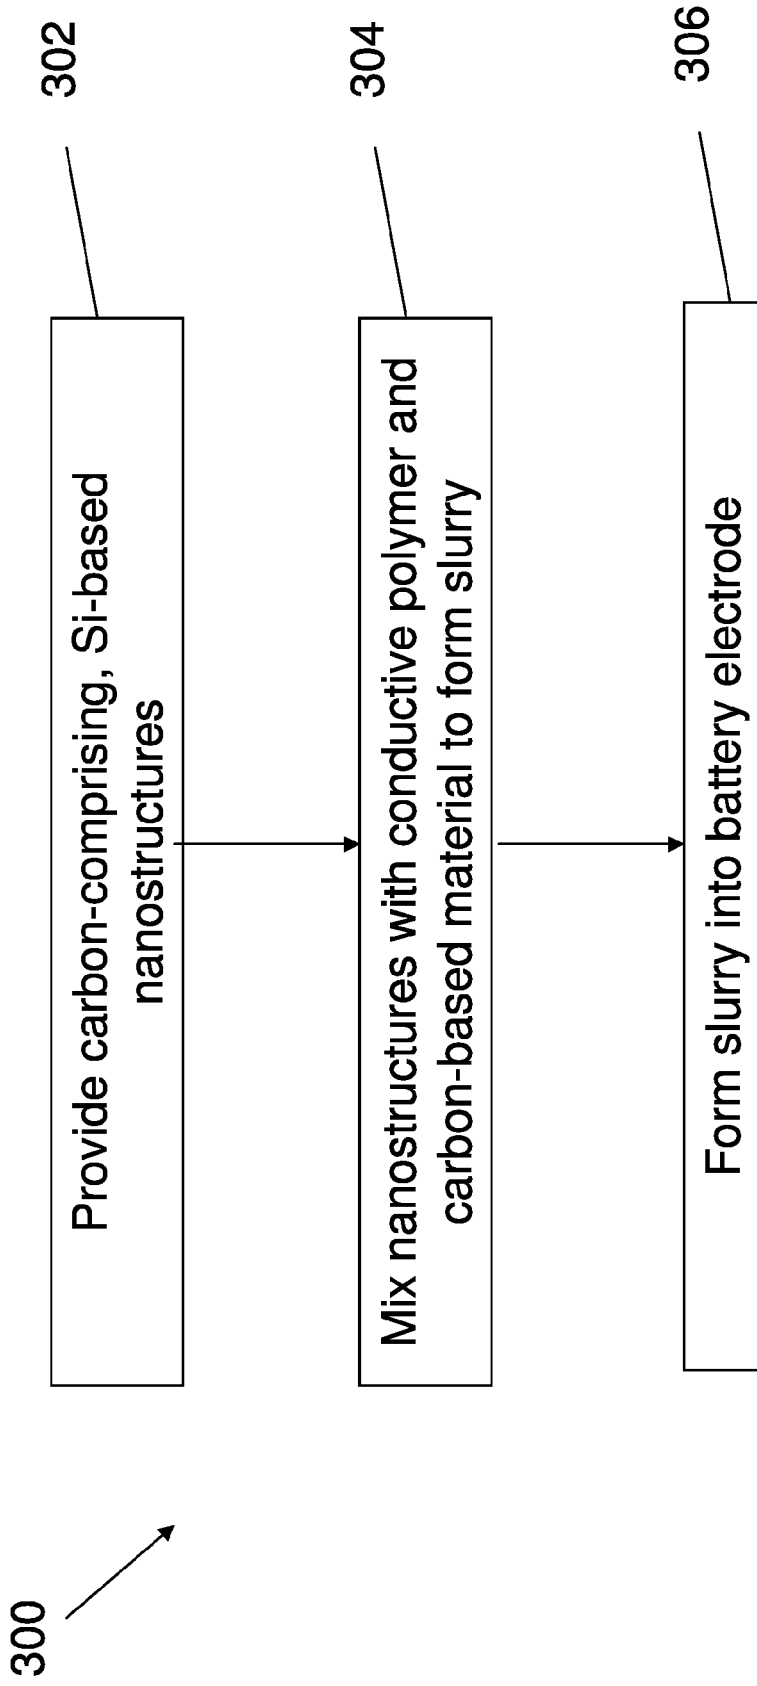 300
302
Provide carbon-comprising, Si-based
nanostructures
304
Mix nanostructures with conductive polymer and
carbon-based material to form slurry
306
Form slurry into battery electrode